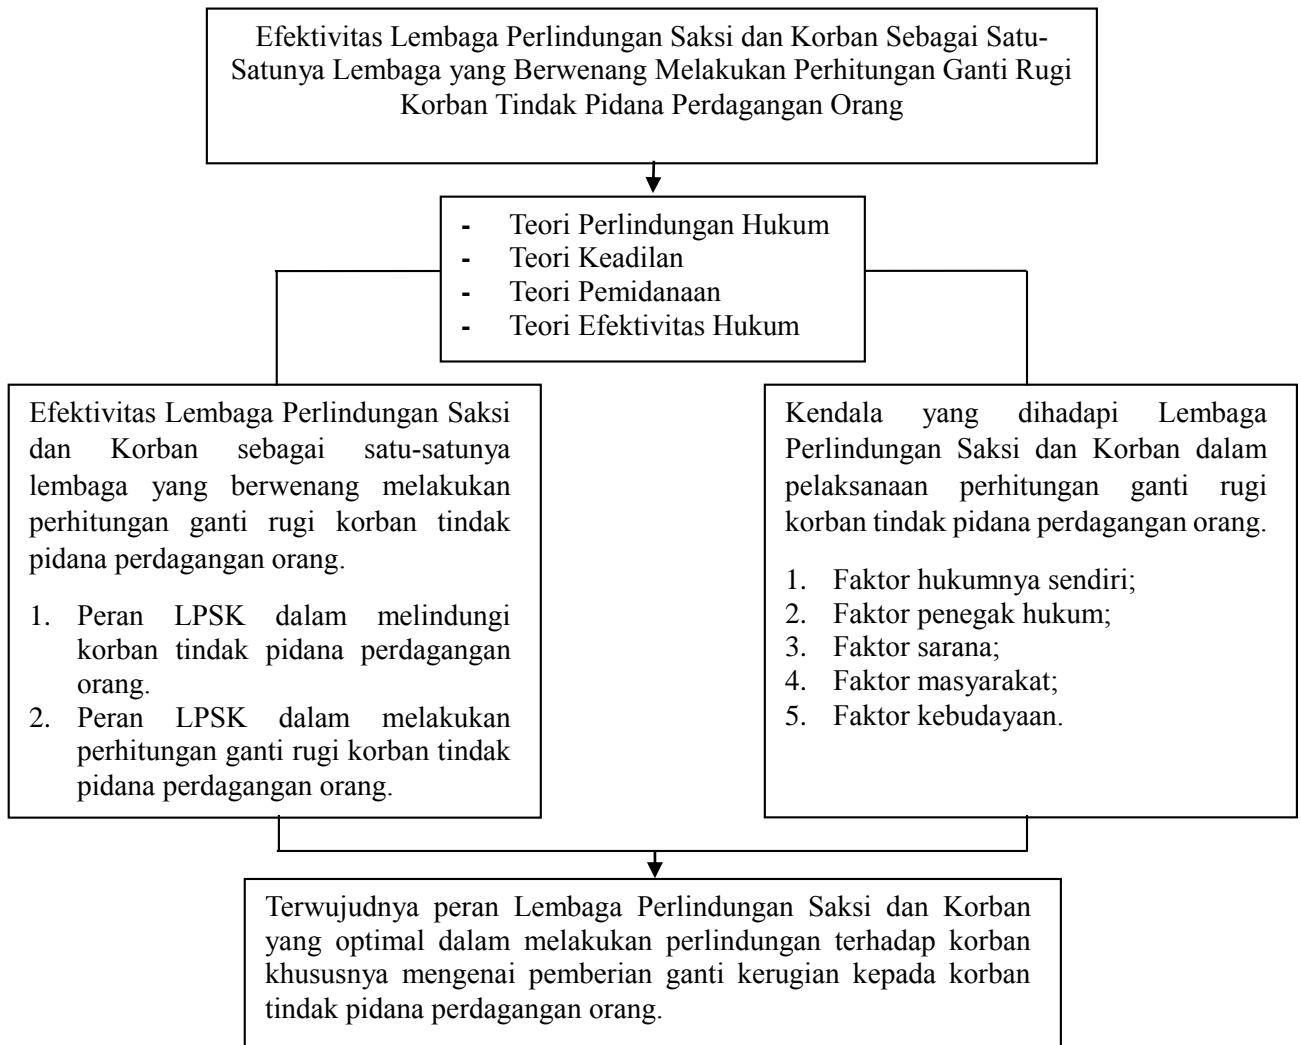 Efektivitas Lembaga Perlindungan Saksi dan Korban Sebagai Satu-
Satunya Lembaga yang Berwenang Melakukan Perhitungan Ganti Rugi
Korban Tindak Pidana Perdagangan Orang
- Teori Perlindungan Hukum
- Teori Keadilan
- Teori Pemidanaan
- Teori Efektivitas Hukum
Efektivitas Lembaga Perlindungan Saksi
dan Korban sebagai satu-satunya
lembaga yang berwenang melakukan
perhitungan ganti rugi korban tindak
pidana perdagangan orang.
1. Peran LPSK dalam melindungi
korban tindak pidana perdagangan
orang.
2. Peran LPSK dalam melakukan
perhitungan ganti rugi korban tindak
pidana perdagangan orang.
Kendala yang dihadapi Lembaga
Perlindungan Saksi dan Korban dalam
pelaksanaan perhitungan ganti rugi
korban tindak pidana perdagangan orang.
1. Faktor hukumnya sendiri;
2. Faktor penegak hukum;
3. Faktor sarana;
4. Faktor masyarakat;
5. Faktor kebudayaan.
Terwujudnya peran Lembaga Perlindungan Saksi dan Korban
yang optimal dalam melakukan perlindungan terhadap korban
khususnya mengenai pemberian ganti kerugian kepada korban
tindak pidana perdagangan orang.